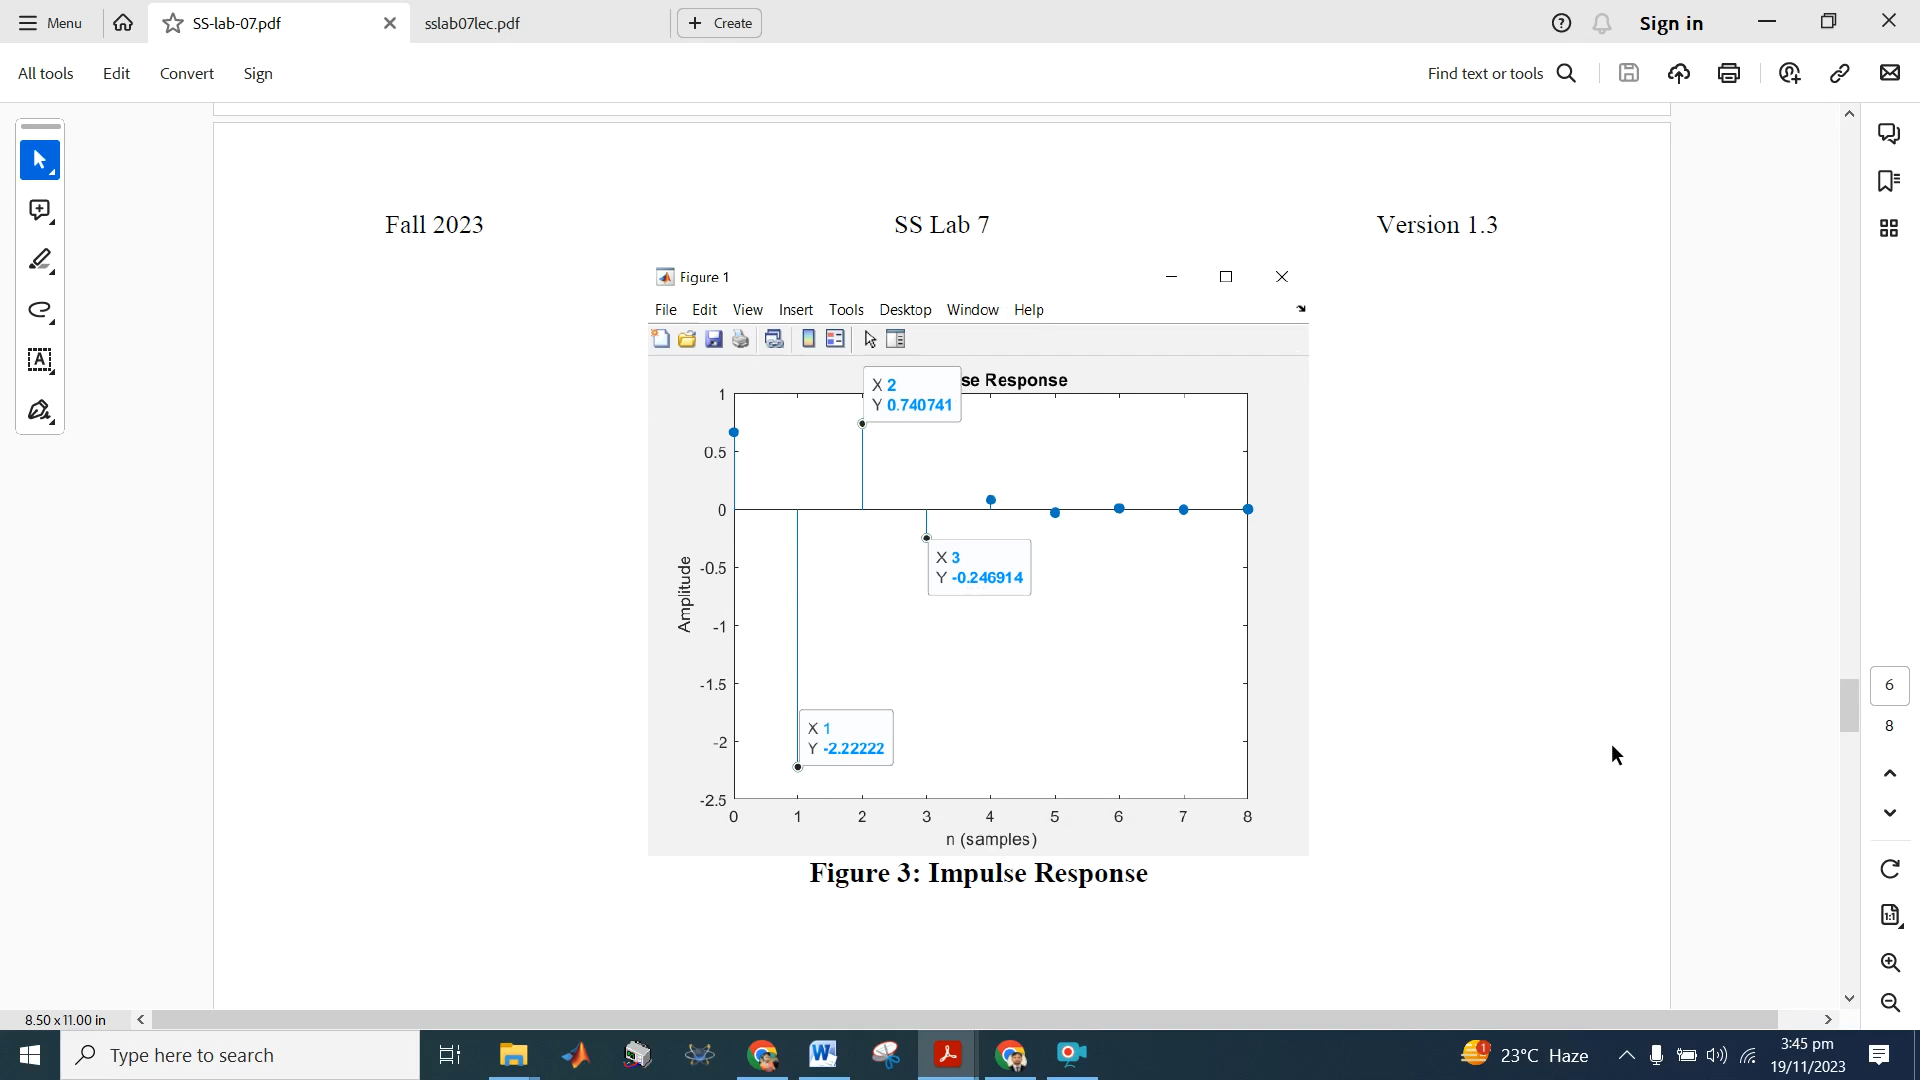 Menu
SS-lab-07.pdf
sslab07lec.pdf
Create
Sign in
All tools
Edit
Convert
Sign
Find text or tools
Fall 2023
SS Lab 7
Version 1.3
Figure 1
File Edit View Insert Tools Desktop Window Help
se Response
X 2
Y 0.740741
1
0.5
0
-0.5
-1
-1.5
-2
-2.5
Amplitude
X 3
Y -0.246914
X 1
Y -2.22222
0 1 2 3 4 5 6 7 8
n (samples)
Figure 3: Impulse Response
6
8
8.50 x 11.00 in
Type here to search
23°C Haze
3:45 pm
19/11/2023